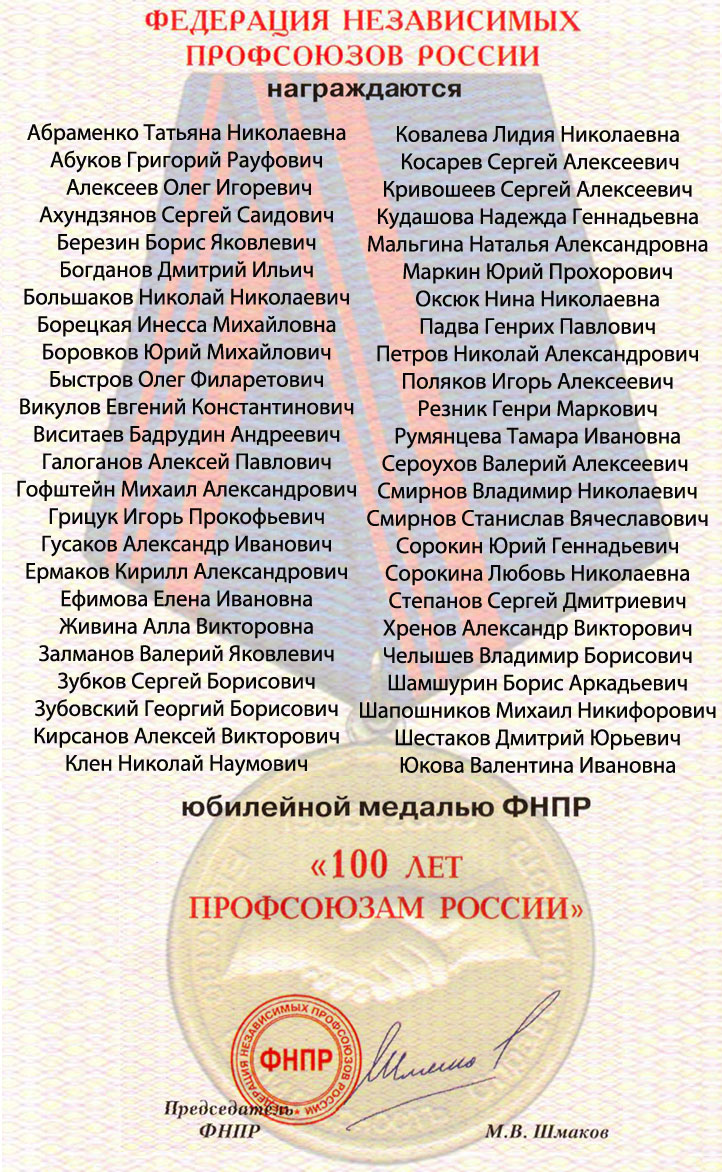 ФЕДЕРАЦИЯ НЕЗАВИСИМЫХ
ПРОФСОЮЗОВ РОССИИ
награждаются
Абраменко Татьяна Николаевна
Абуков Григорий Рауфович
Алексеев Олег Игоревич
Ахундзянов Сергей Саидович
Березин Борис Яковлевич
Богданов Дмитрий Ильич
Большаков Николай Николаевич
Борецкая Инесса Михайловна
Боровков Юрий Михайлович
Быстров Олег Филаретович
Викулов Евгений Константинович
Виситаев Бадрудин Андреевич
Галоганов Алексей Павлович
Гофштейн Михаил Александрович
Грицук Игорь Прокофьевич
Гусаков Александр Иванович
Ермаков Кирилл Александрович
Ефимова Елена Ивановна
Живина Алла Викторовна
Залманов Валерий Яковлевич
Зубков Сергей Борисович
Зубовский Георгий Борисович
Кирсанов Алексей Викторович
Клен Николай Наумович
Ковалева Лидия Николаевна
Косарев Сергей Алексеевич
Кривошеев Сергей Алексеевич
Кудашова Надежда Геннадьевна
Мальгина Наталья Александровна
Маркин Юрий Прохорович
Оксюк Нина Николаевна
Падва Генрих Павлович
Петров Николай Александрович
Поляков Игорь Алексеевич
Резник Генри Маркович
Румянцева Тамара Ивановна
Сероухов Валерий Алексеевич
Смирнов Владимир Николаевич
Смирнов Станислав Вячеславович
Сорокин Юрий Геннадьевич
Сорокина Любовь Николаевна
Степанов Сергей Дмитриевич
Хренов Александр Викторович
Челышев Владимир Борисович
Шамшурин Борис Аркадьевич
Шапошников Михаил Никифорович
Шестаков Дмитрий Юрьевич
Юкова Валентина Ивановна
юбилейной медалью ФНПР
«100 ЛЕТ
ПРОФСОЮЗАМ РОССИИ»
ФЕДЕРАЦИЯ НЕЗАВИСИМЫХ ПРОФСОЮЗОВ РОССИИ
ФНПР
Председатель
ФНПР
М.В. Шмаков